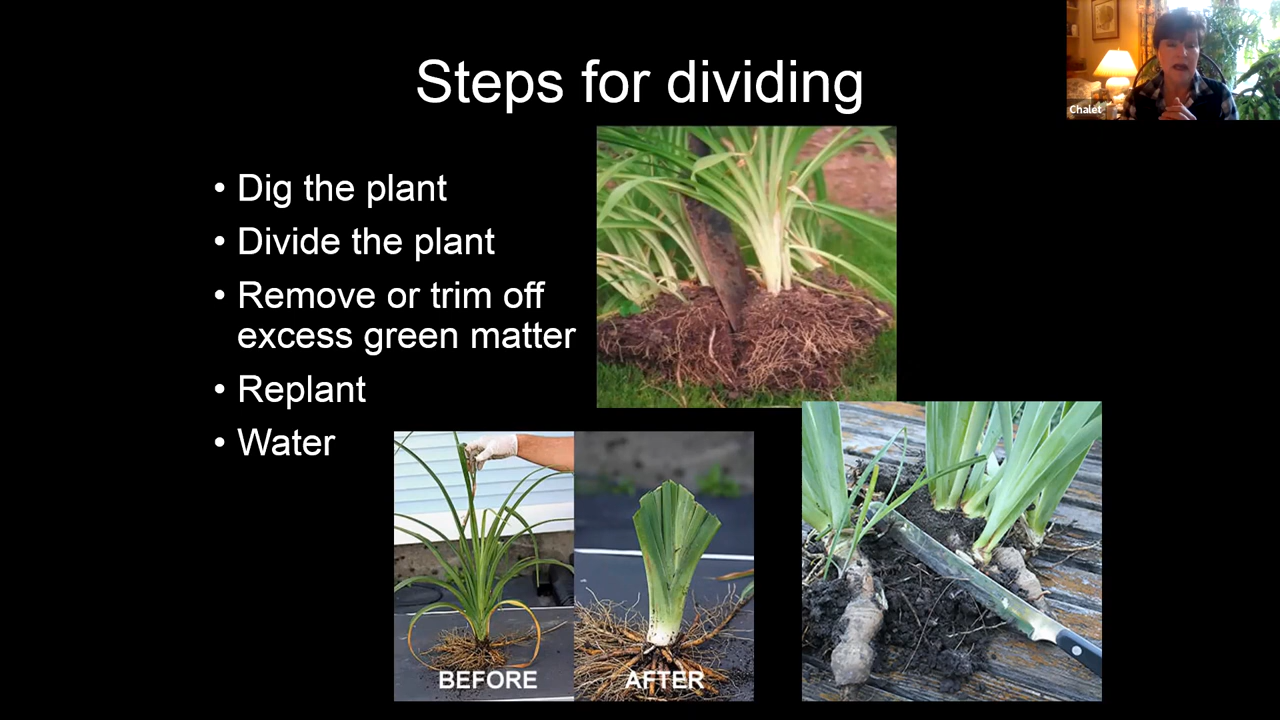 Steps for dividing
Chalet
• Dig the plant
• Divide the plant
• Remove or trim off
excess green matter
• Replant
• Water
BEFORE
AFTER